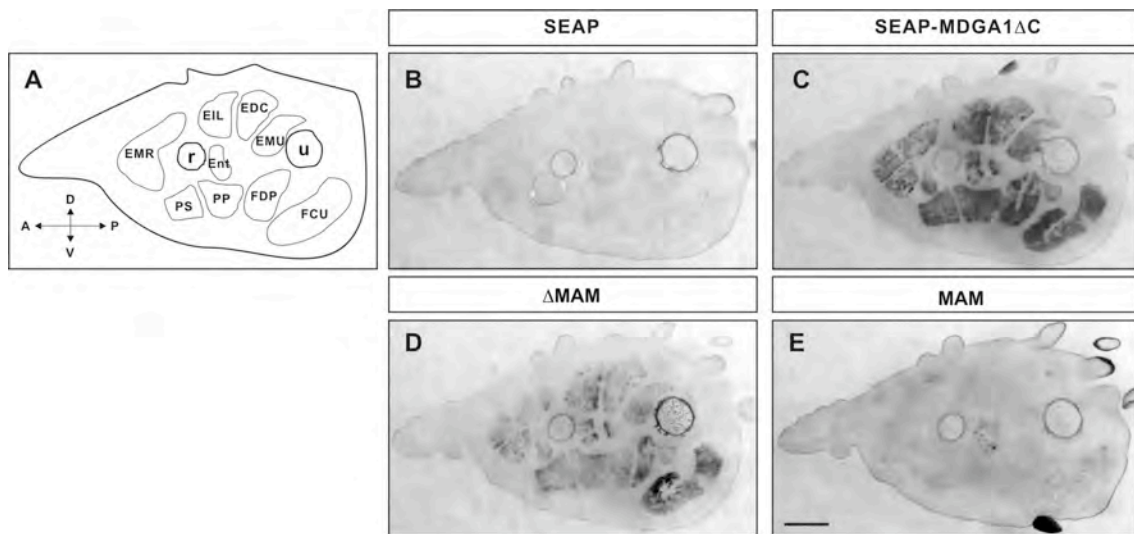 SEAP
SEAP-MDGA1ΔC
A
EIL
EDC
EMU
EMR
r
Ent
u
PS
PP
FDP
FCU
D
A
P
V
B
C
ΔMAM
MAM
D
E